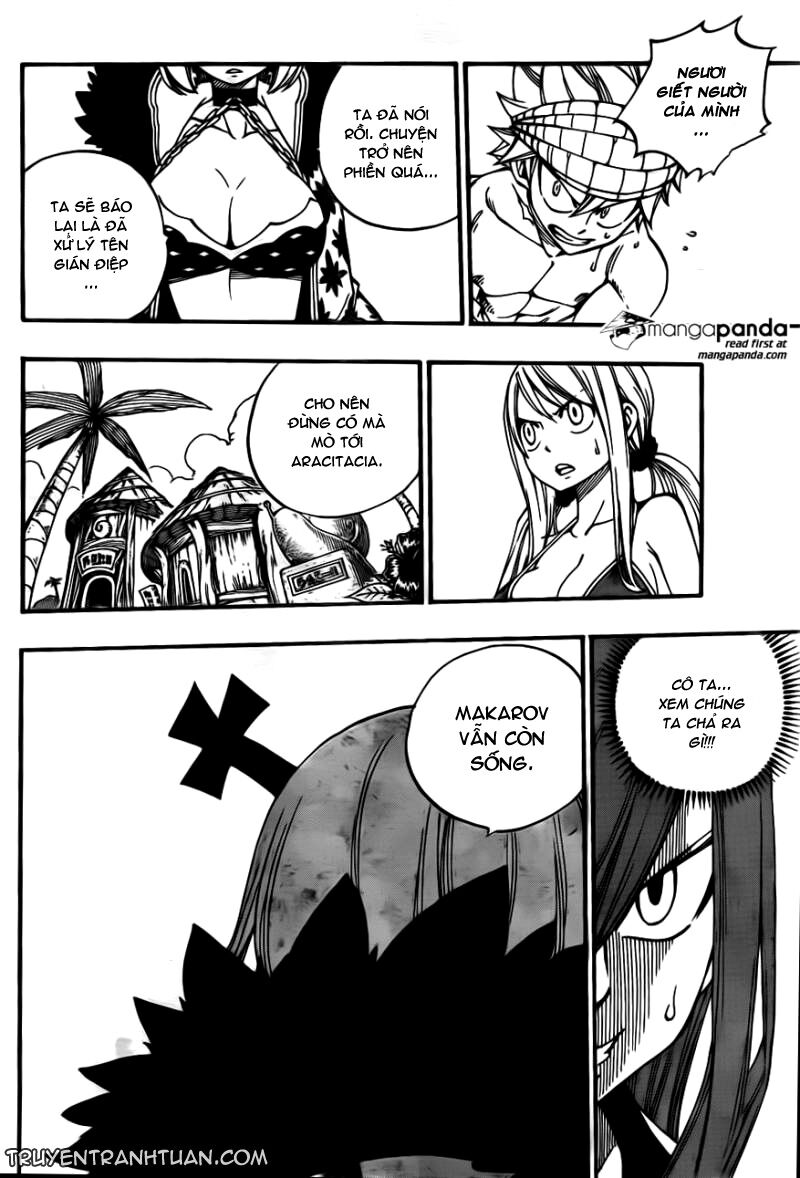 NGƯƠI
GIẾT NGƯỜI
CỦA MÌNH
...
TA ĐÃ NÓI
RỒI. CHUYỆN
TRỞ NÊN
PHIỀN QUÁ...
TA SẼ BÁO
LẠI LÀ ĐÃ
XỬ LÝ TÊN
GIÁN ĐIỆP
...
mangapanda
read first at
mangapanda.com
CHO NÊN
ĐỪNG CÓ MÀ
MÒ TỚI
ARACITACIA.
CÔ TA...
XEM CHÚNG
TA CHẢ RA
GÌ!!!
MAKAROV
VẪN CÒN
SỐNG.
TRUYENTRANHTUAN.COM